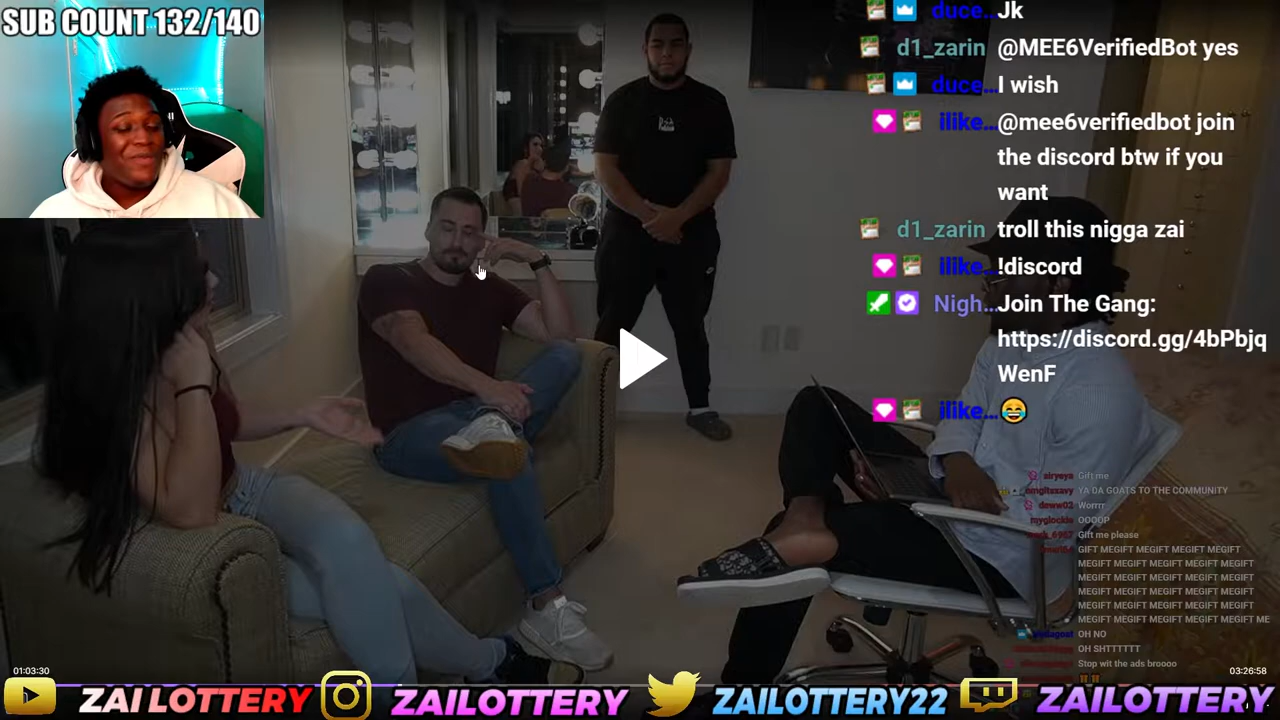 SUB COUNT 132/140
duce... Jk
d1_zarin @MEE6VerifiedBot yes
duce... I wish
ilike... @mee6verifiedbot join
the discord btw if you
want
d1_zarin troll this nigga zai
ilike... !discord
Nigh... Join The Gang:
https://discord.gg/4bPbjq
WenF
ilike... 😂
siryeya Gift me
omgitsxavy YA DA GOATS TO THE COMMUNITY
Worrrr
myglockie OOOOP
Gift me please
GIFT MEGIFT MEGIFT MEGIFT MEGIFT
MEGIFT MEGIFT MEGIFT MEGIFT MEGIFT
MEGIFT MEGIFT MEGIFT MEGIFT MEGIFT
MEGIFT MEGIFT MEGIFT MEGIFT MEGIFT
MEGIFT MEGIFT MEGIFT MEGIFT MEGIFT
MEGIFT MEGIFT MEGIFT MEGIFT MEGIFT ME
OH NO
OH SHTTTTTT
Stop wit the ads broooo
01:03:30
03:26:58
ZAI LOTTERY
ZAILOTTERY
ZAILOTTERY22
ZAILOTTERY